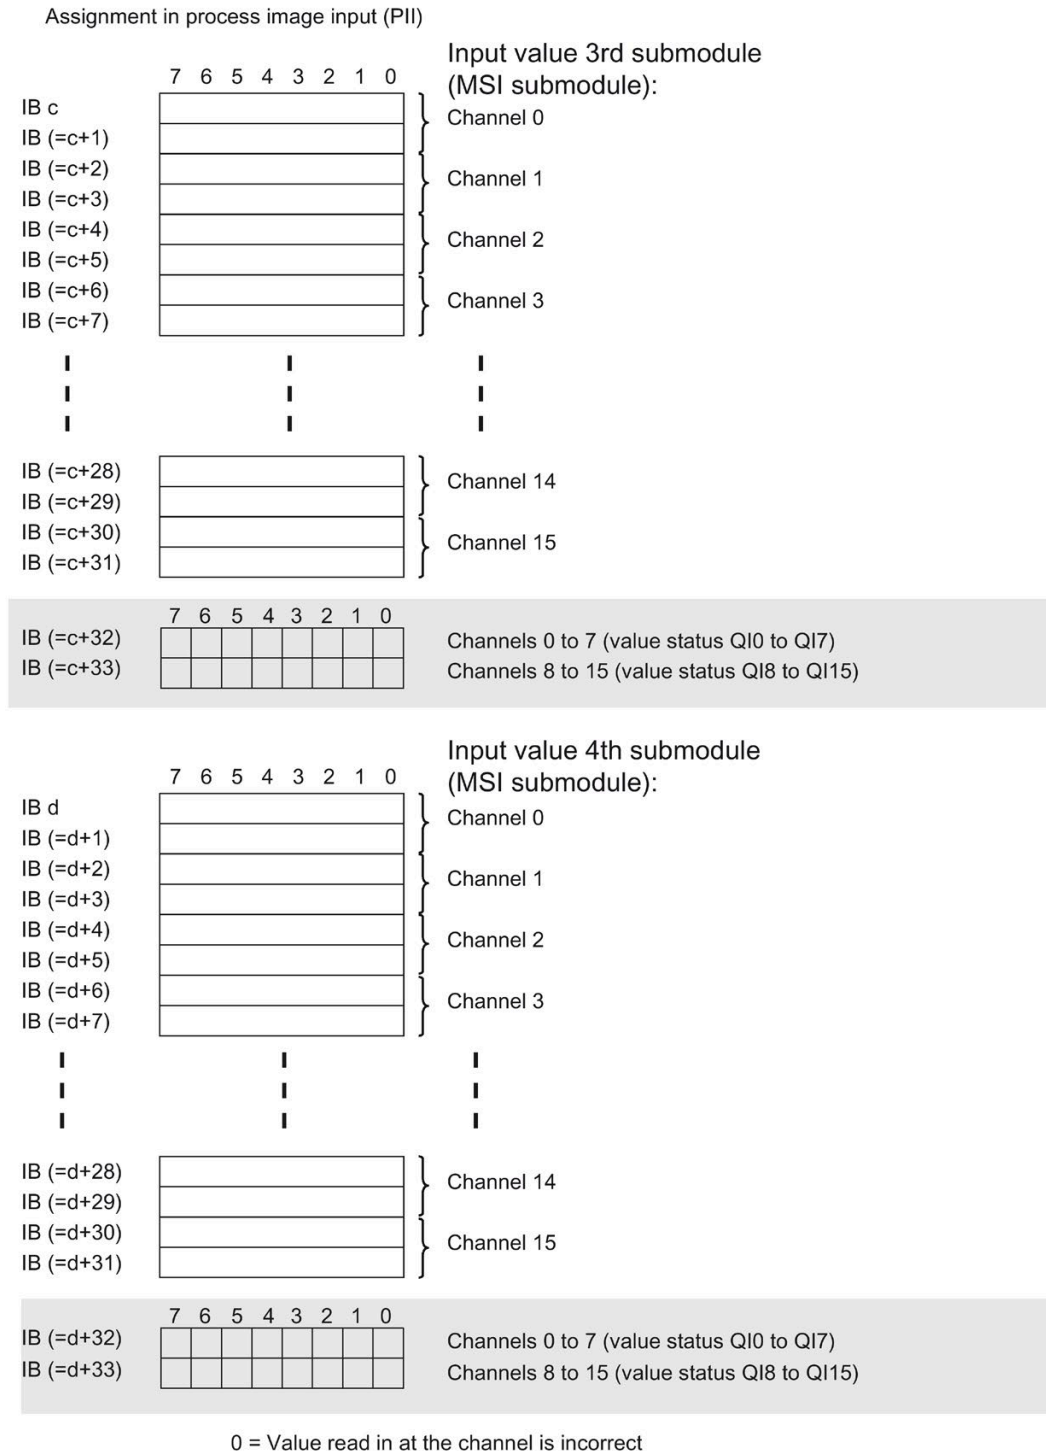 Assignment in process image input (PII)
Input value 3rd submodule
(MSI submodule):
7 6 5 4 3 2 1 0
IB c
IB (=c+1)
Channel 0
IB (=c+2)
IB (=c+3)
Channel 1
IB (=c+4)
IB (=c+5)
Channel 2
IB (=c+6)
IB (=c+7)
Channel 3
IB (=c+28)
IB (=c+29)
Channel 14
IB (=c+30)
IB (=c+31)
Channel 15
7 6 5 4 3 2 1 0
IB (=c+32) Channels 0 to 7 (value status QI0 to QI7)
IB (=c+33) Channels 8 to 15 (value status QI8 to QI15)
Input value 4th submodule
(MSI submodule):
7 6 5 4 3 2 1 0
IB d
IB (=d+1)
Channel 0
IB (=d+2)
IB (=d+3)
Channel 1
IB (=d+4)
IB (=d+5)
Channel 2
IB (=d+6)
IB (=d+7)
Channel 3
IB (=d+28)
IB (=d+29)
Channel 14
IB (=d+30)
IB (=d+31)
Channel 15
7 6 5 4 3 2 1 0
IB (=d+32) Channels 0 to 7 (value status QI0 to QI7)
IB (=d+33) Channels 8 to 15 (value status QI8 to QI15)
0 = Value read in at the channel is incorrect